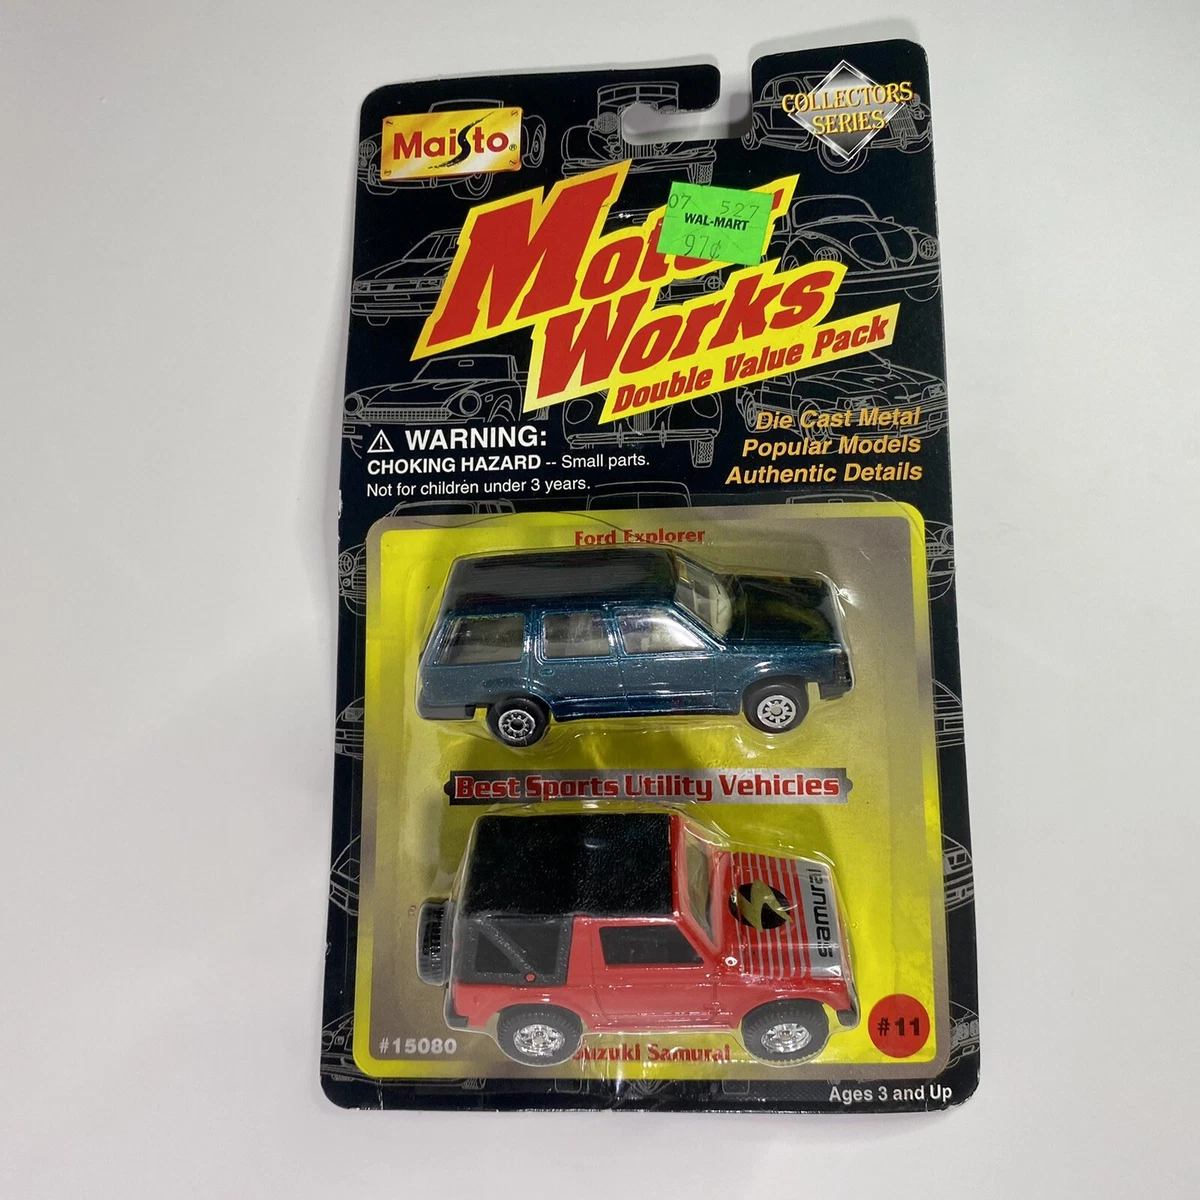 Maisto®
COLLECTORS
SERIES
Motor
07 527
WAL-MART
97¢
Works
Double Value Pack
Die Cast Metal
Popular Models
Authentic Details
⚠ WARNING:
CHOKING HAZARD -- Small parts.
Not for children under 3 years.
Ford Explorer
Best Sports Utility Vehicles
samurai
#11
#15080
Suzuki Samurai
Ages 3 and Up